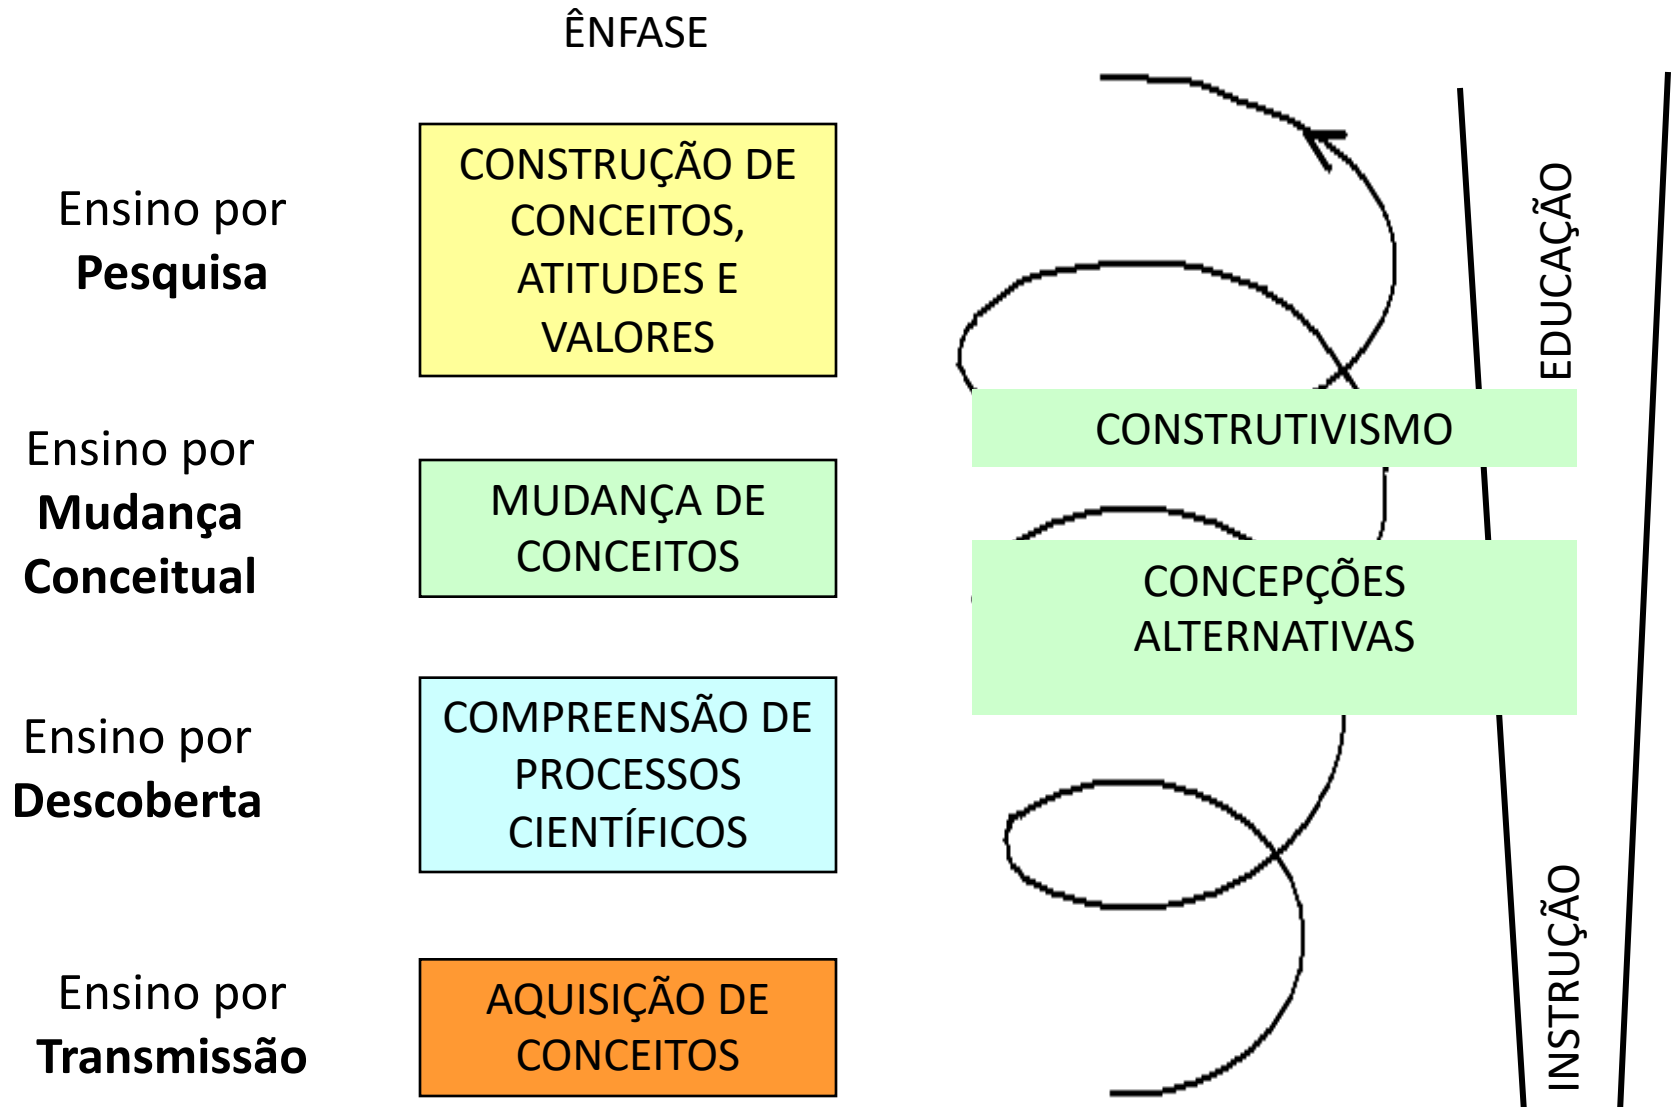 ÊNFASE
Ensino por
Pesquisa
CONSTRUÇÃO DE
CONCEITOS,
ATITUDES E
VALORES
EDUCAÇÃO
Ensino por
Mudança
Conceitual
MUDANÇA DE
CONCEITOS
CONSTRUTIVISMO
CONCEPÇÕES
ALTERNATIVAS
Ensino por
Descoberta
COMPREENSÃO DE
PROCESSOS
CIENTÍFICOS
Ensino por
Transmissão
AQUISIÇÃO DE
CONCEITOS
INSTRUÇÃO